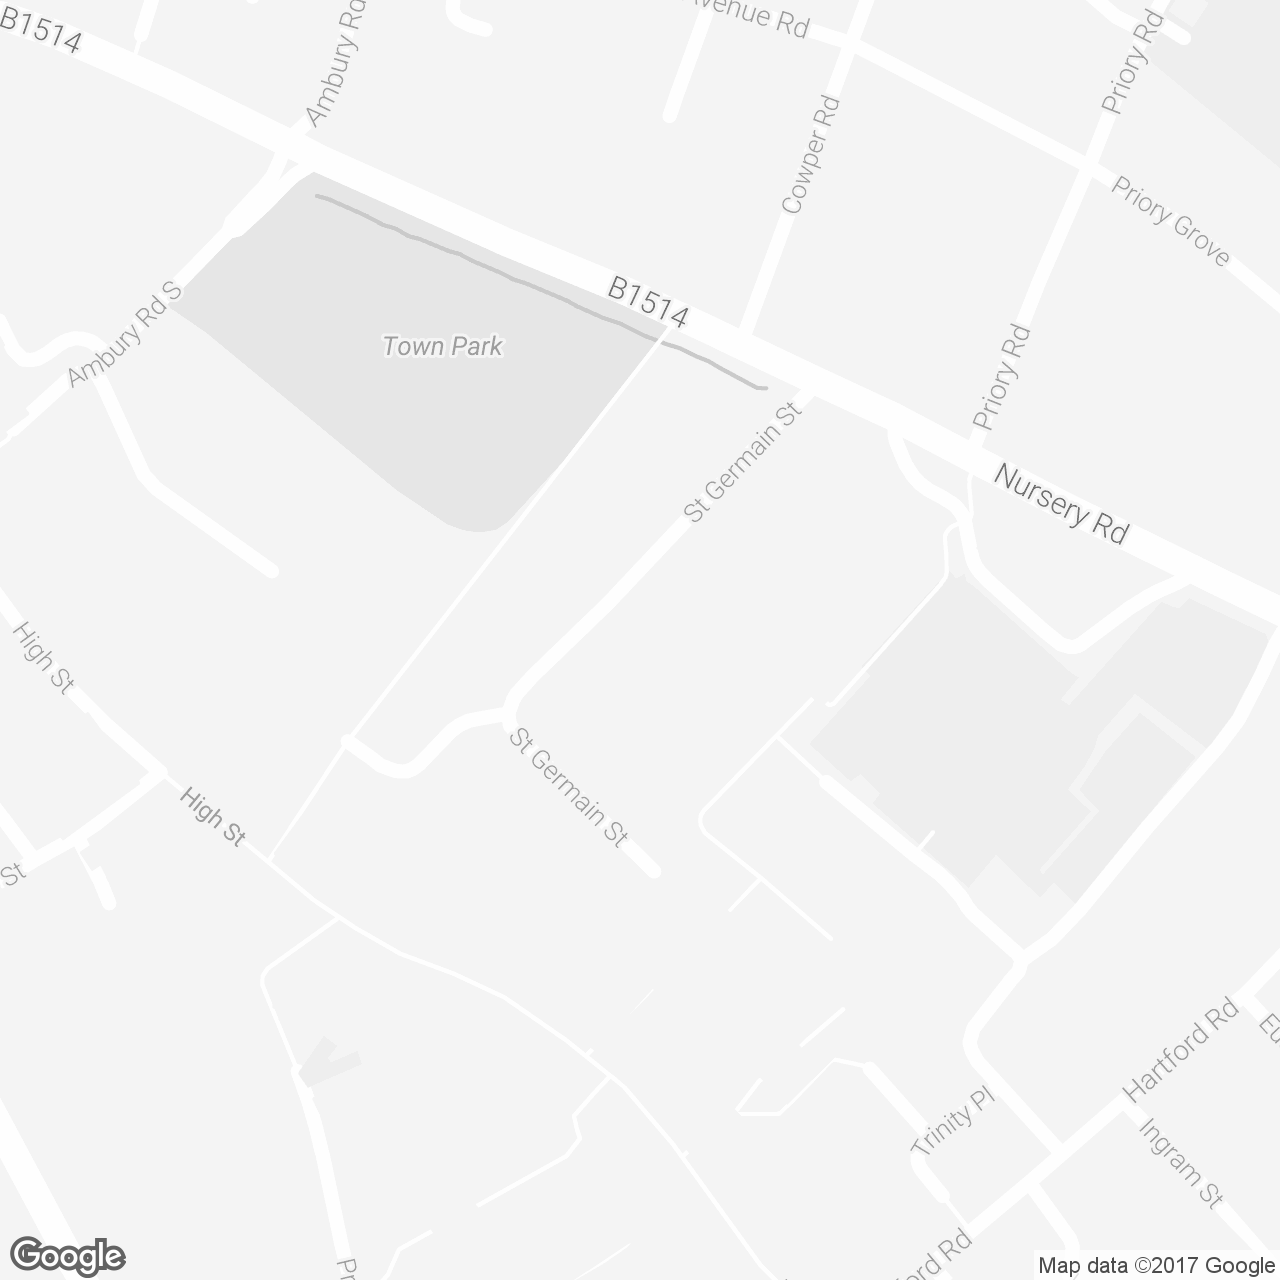 B1514
Ambury Rd
Avenue Rd
Priory Rd
Cowper Rd
Priory Grove
Ambury Rd S
B1514
Town Park
Priory Rd
St Germain St
Nursery Rd
High St
St Germain St
High St
St
Hartford Rd
Trinity Pl
Ingram St
Google
Map data ©2017 Google